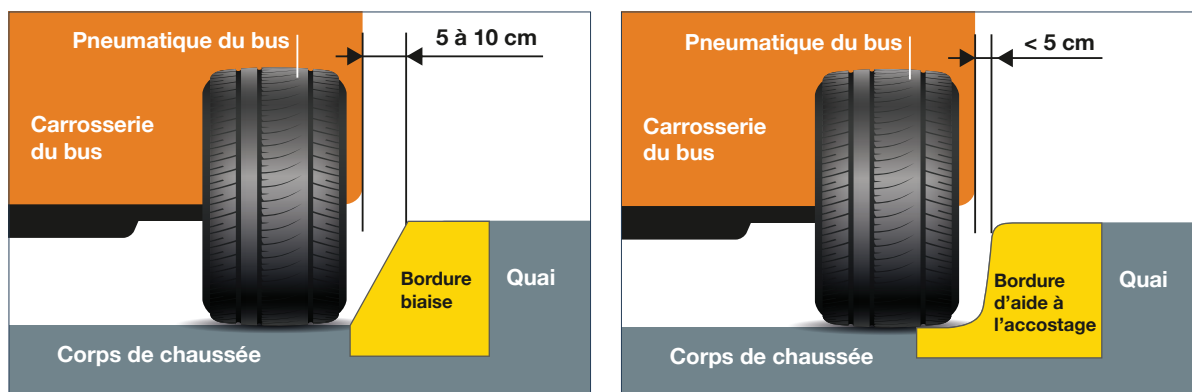 Pneumatique du bus
5 à 10 cm
Carrosserie
du bus
Bordure
biaise
Quai
Corps de chaussée
Pneumatique du bus
< 5 cm
Carrosserie
du bus
Bordure
d'aide à
l'accostage
Quai
Corps de chaussée